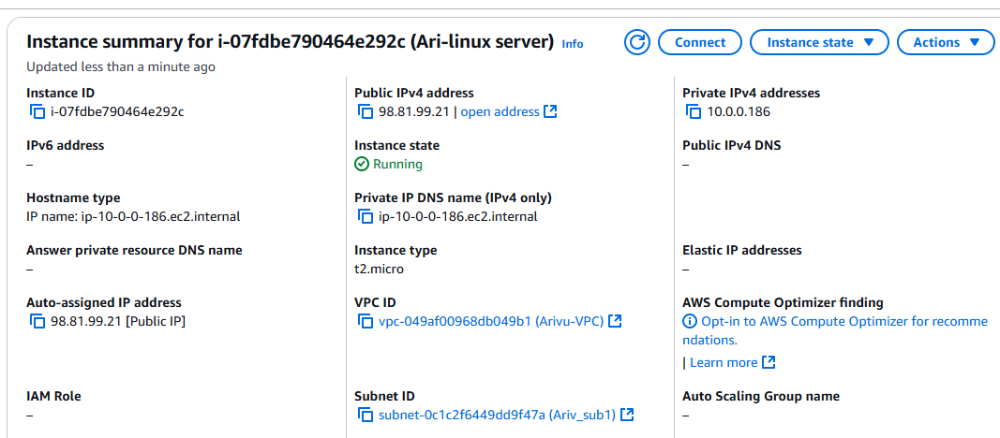 Instance summary for i-07fdbe790464e292c (Ari-linux server) Info
Connect
Instance state
Actions
Updated less than a minute ago
Instance ID
i-07fdbe790464e292c
Public IPv4 address
98.81.99.21 | open address
Private IPv4 addresses
10.0.0.186
IPv6 address
–
Instance state
Running
Public IPv4 DNS
–
Hostname type
IP name: ip-10-0-0-186.ec2.internal
Private IP DNS name (IPv4 only)
ip-10-0-0-186.ec2.internal
Answer private resource DNS name
–
Instance type
t2.micro
Elastic IP addresses
–
Auto-assigned IP address
98.81.99.21 [Public IP]
VPC ID
vpc-049af00968db049b1 (Arivu-VPC)
AWS Compute Optimizer finding
Opt-in to AWS Compute Optimizer for recomme
ndations.
| Learn more
IAM Role
–
Subnet ID
subnet-0c1c2f6449dd9f47a (Ariv_sub1)
Auto Scaling Group name
–